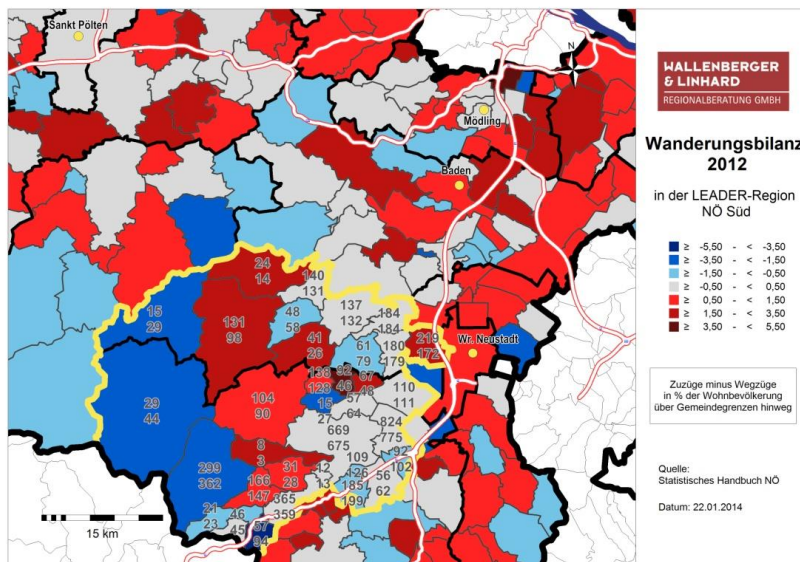 Sankt Pölten
N
Mödling
Baden
24
14
140
131
15
29
137
132
184
184
48
58
131
98
41
26
61
79
180
179
219
172
Wr. Neustadt
138
128
92
46
67
48
29
44
104
90
15
27
57
64
110
111
669
675
824
775
8
3
109
92
102
299
362
31
28
12
13
126
56
62
166
147
185
199
365
359
21
23
46
45
57
94
15 km
WALLENBERGER
& LINHARD
REGIONALBERATUNG GMBH
Wanderungsbilanz
2012
in der LEADER-Region
NÖ Süd
≥ -5,50 - < -3,50
≥ -3,50 - < -1,50
≥ -1,50 - < -0,50
≥ -0,50 - < 0,50
≥ 0,50 - < 1,50
≥ 1,50 - < 3,50
≥ 3,50 - < 5,50
Zuzüge minus Wegzüge
in % der Wohnbevölkerung
über Gemeindegrenzen hinweg
Quelle:
Statistisches Handbuch NÖ
Datum: 22.01.2014